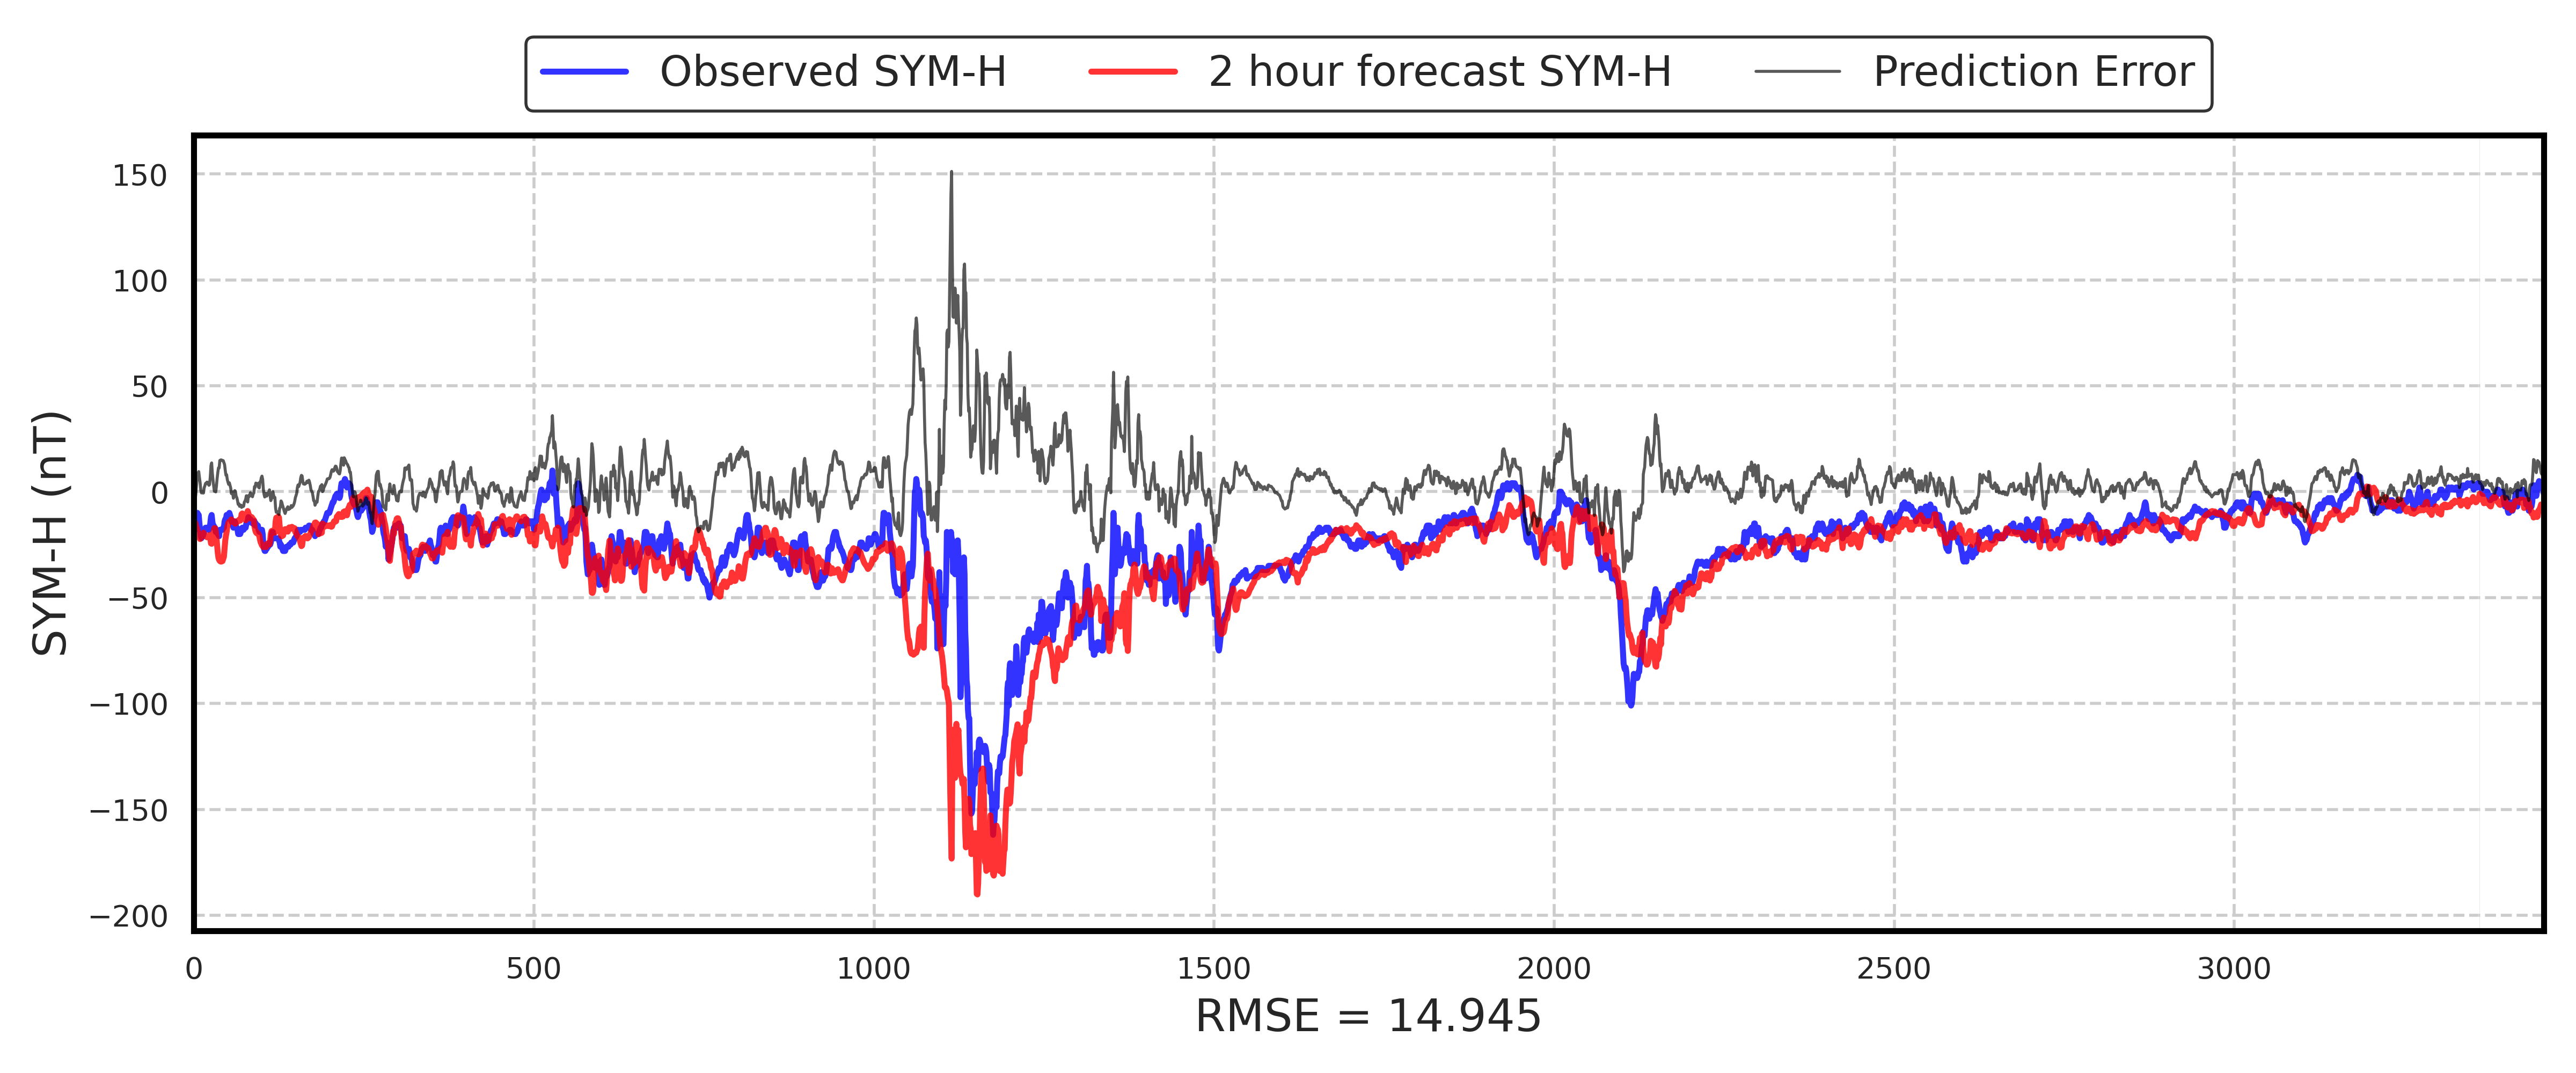 Observed SYM-H 2 hour forecast SYM-H Prediction Error
SYM-H (nT)
150
100
50
0
−50
−100
−150
−200
0 500 1000 1500 2000 2500 3000
RMSE = 14.945